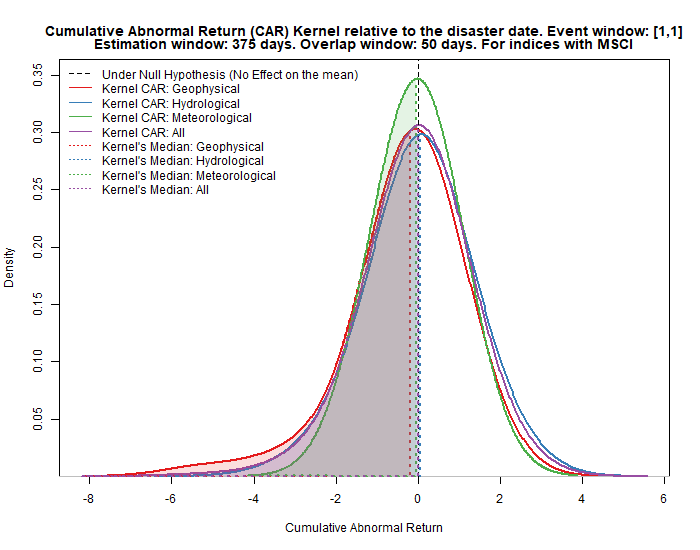 Cumulative Abnormal Return (CAR) Kernel relative to the disaster date. Event window: [1,1]
Estimation window: 375 days. Overlap window: 50 days. For indices with MSCI
Under Null Hypothesis (No Effect on the mean)
Kernel CAR: Geophysical
Kernel CAR: Hydrological
Kernel CAR: Meteorological
Kernel CAR: All
Kernel's Median: Geophysical
Kernel's Median: Hydrological
Kernel's Median: Meteorological
Kernel's Median: All
Density
0.35
0.30
0.25
0.20
0.15
0.10
0.05
-8 -6 -4 -2 0 2 4 6
Cumulative Abnormal Return